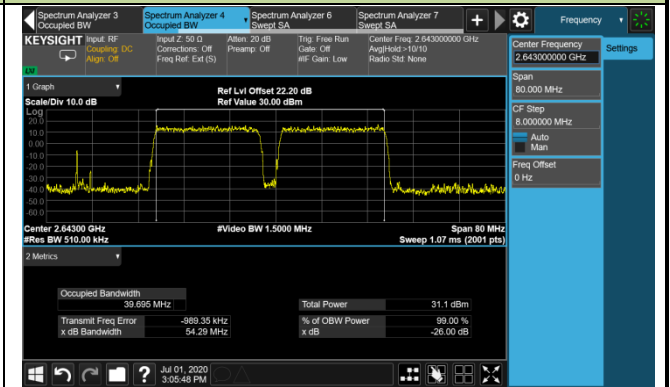 Spectrum Analyzer 3
Occupied BW
Spectrum Analyzer 4
Occupied BW
Spectrum Analyzer 6
Swept SA
Spectrum Analyzer 7
Swept SA
Frequency
KEYSIGHT
Input: RF
Coupling: DC
Align: Off
Input Z: 50 Ω
Corrections: Off
Freq Ref: Ext (S)
Atten: 20 dB
Preamp: Off
Trig: Free Run
Gate: Off
#IF Gain: Low
Center Freq: 2.643000000 GHz
Avg|Hold:>10/10
Radio Std: None
LV
Center Frequency
2.643000000 GHz
Settings
Span
80.000 MHz
CF Step
8.000000 MHz
Auto
Man
Freq Offset
0 Hz
1 Graph
Scale/Div 10.0 dB
Ref Lvl Offset 22.20 dB
Ref Value 30.00 dBm
Log
20.0
10.0
0.00
-10.0
-20.0
-30.0
-40.0
-50.0
-60.0
Center 2.64300 GHz
#Res BW 510.00 kHz
#Video BW 1.5000 MHz
Span 80 MHz
Sweep 1.07 ms (2001 pts)
2 Metrics
Occupied Bandwidth
39.695 MHz
Transmit Freq Error -989.35 kHz
x dB Bandwidth 54.29 MHz
Total Power 31.1 dBm
% of OBW Power 99.00 %
x dB -26.00 dB
?
Jul 01, 2020
3:05:48 PM